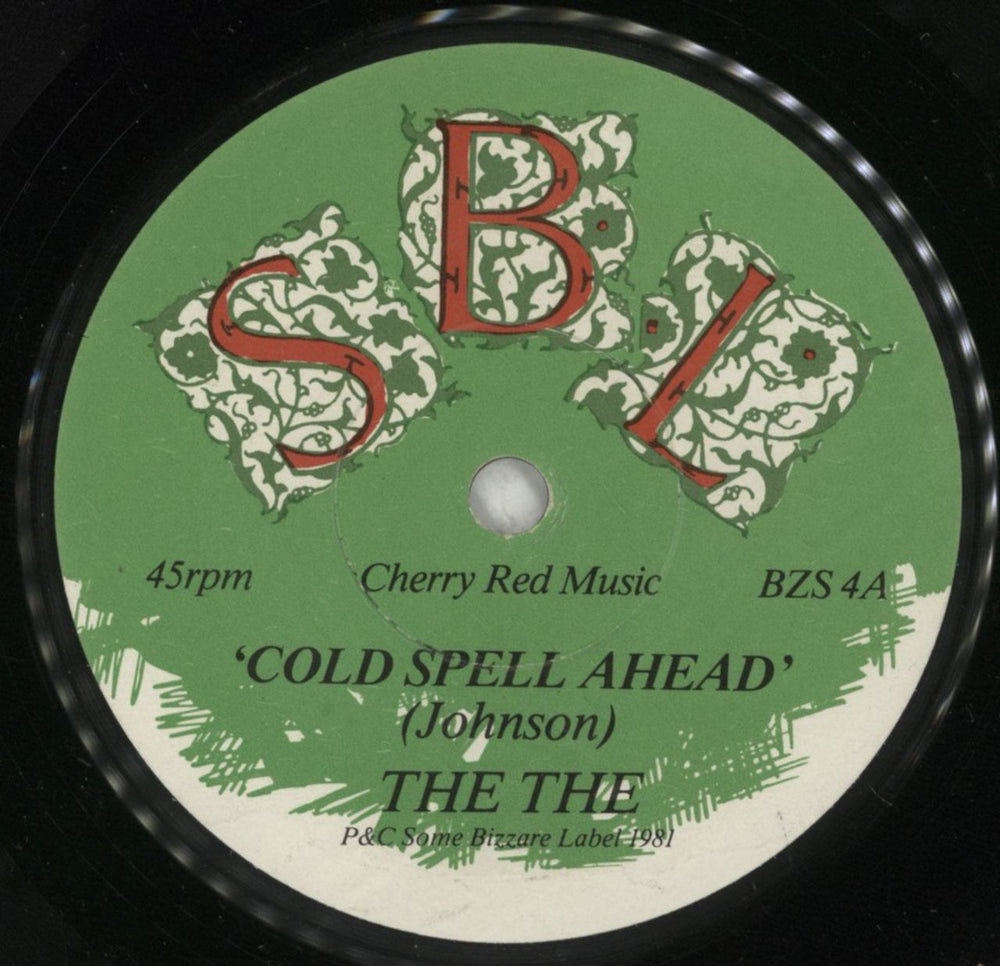 SBL
45rpm Cherry Red Music BZS 4A
‘COLD SPELL AHEAD’
(Johnson)
THE THE
P&C Some Bizzare Label 1981